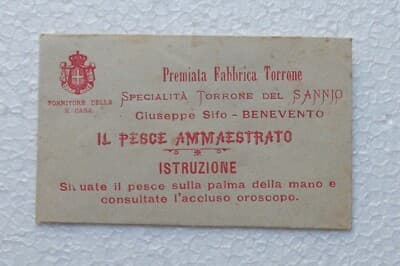 Premiata Fabbrica Torrone
FORNITORE DELLA
R. CASA
SPECIALITÀ TORRONE DEL SANNIO
Giuseppe Sifo - BENEVENTO
IL PESCE AMMAESTRATO
ISTRUZIONE
Situate il pesce sulla palma della mano e
consultate l'accluso oroscopo.